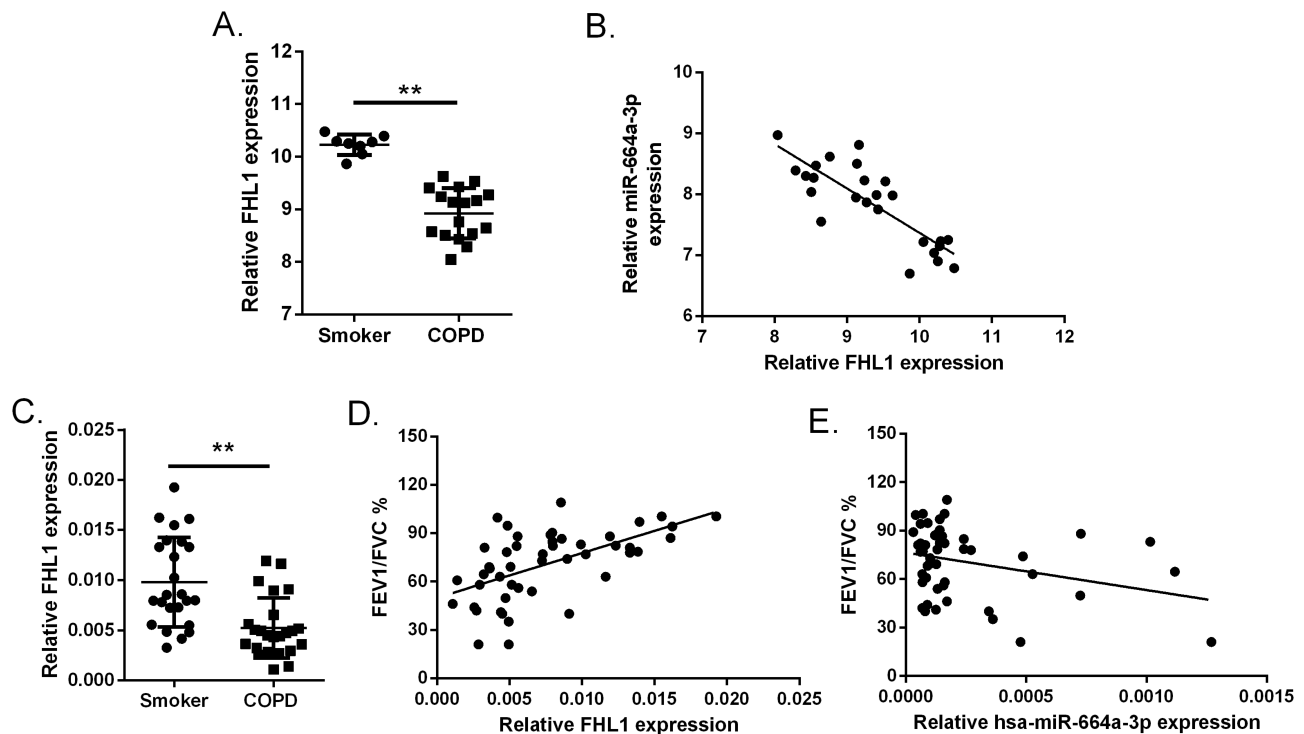 A.
Relative FHL1 expression
12
11
10
9
8
7
**
Smoker COPD
B.
Relative miR-664a-3p
expression
10
9
8
7
6
7 8 9 10 11 12
Relative FHL1 expression
C.
Relative FHL1 expression
0.025
0.020
0.015
0.010
0.005
0.000
**
Smoker COPD
D.
FEV1/FVC %
150
120
90
60
30
0
0.000 0.005 0.010 0.015 0.020 0.025
Relative FHL1 expression
E.
FEV1/FVC %
150
120
90
60
30
0
0.0000 0.0005 0.0010 0.0015
Relative hsa-miR-664a-3p expression